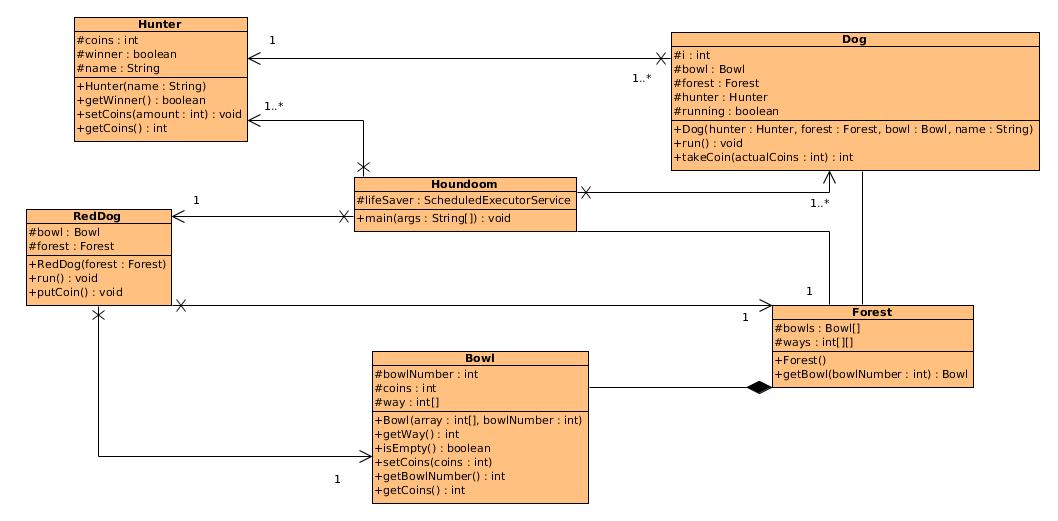 Hunter
#coins : int
#winner : boolean
#name : String
+Hunter(name : String)
+getWinner() : boolean
+setCoins(amount : int) : void
+getCoins() : int
1
1..*
1..*
Dog
#i : int
#bowl : Bowl
#forest : Forest
#hunter : Hunter
#running : boolean
+Dog(hunter : Hunter, forest : Forest, bowl : Bowl, name : String)
+run() : void
+takeCoin(actualCoins : int) : int
Houndoom
#lifeSaver : ScheduledExecutorService
+main(args : String[]) : void
1..*
1
RedDog
#bowl : Bowl
#forest : Forest
+RedDog(forest : Forest)
+run() : void
+putCoin() : void
1
1
Forest
#bowls : Bowl[]
#ways : int[][]
+Forest()
+getBowl(bowlNumber : int) : Bowl
Bowl
#bowlNumber : int
#coins : int
#way : int[]
+Bowl(array : int[], bowlNumber : int)
+getWay() : int
+isEmpty() : boolean
+setCoins(coins : int)
+getBowlNumber() : int
+getCoins() : int
1